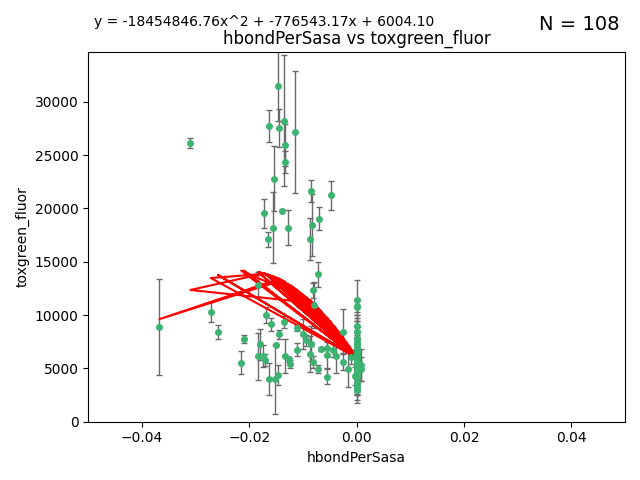 y = -18454846.76x^2 + -776543.17x + 6004.10
N = 108
hbondPerSasa vs toxgreen_fluor
toxgreen_fluor
30000
25000
20000
15000
10000
5000
0
−0.04
−0.02
0.00
0.02
0.04
hbondPerSasa